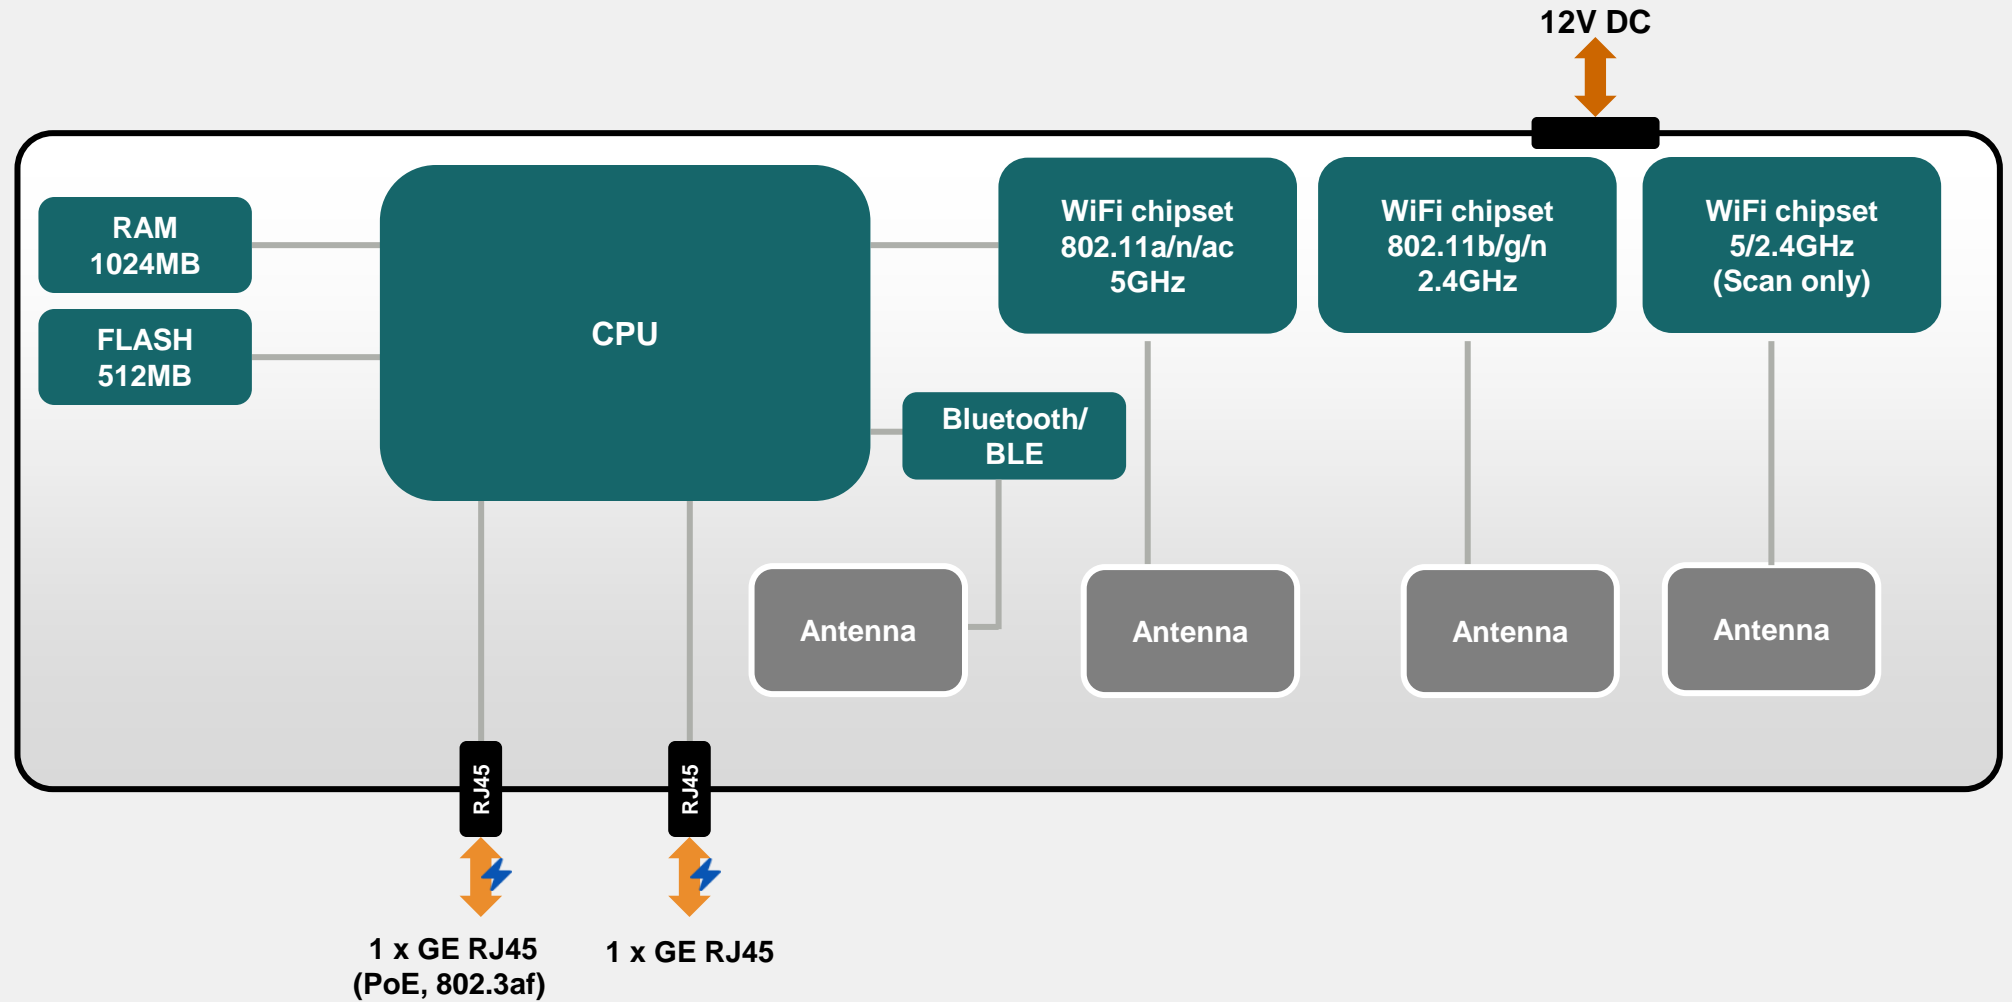 12V DC
RAM
1024MB
FLASH
512MB
CPU
WiFi chipset
802.11a/n/ac
5GHz
WiFi chipset
802.11b/g/n
2.4GHz
WiFi chipset
5/2.4GHz
(Scan only)
Bluetooth/
BLE
Antenna
Antenna
Antenna
Antenna
RJ45
RJ45
1 x GE RJ45
(PoE, 802.3af)
1 x GE RJ45